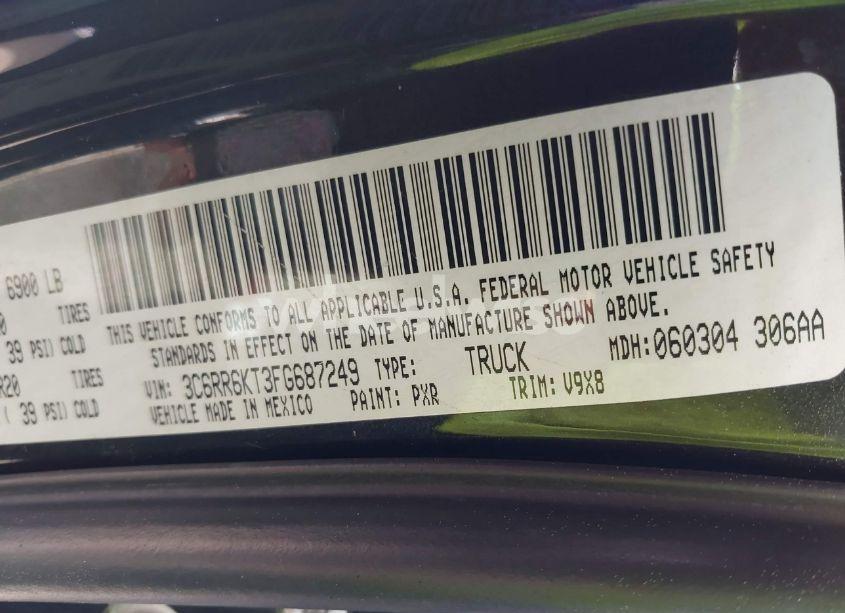 6900 LB
TIRES
39 PSI) COLD
R20 TIRES
( 39 PSI) COLD
THIS VEHICLE CONFORMS TO ALL APPLICABLE U.S.A. FEDERAL MOTOR VEHICLE SAFETY
STANDARDS IN EFFECT ON THE DATE OF MANUFACTURE SHOWN ABOVE.
VIN: 3C6RR6KT3FG687249 TYPE: TRUCK MDH:060304 306AA
VEHICLE MADE IN MEXICO PAINT: PXR TRIM: V9X8